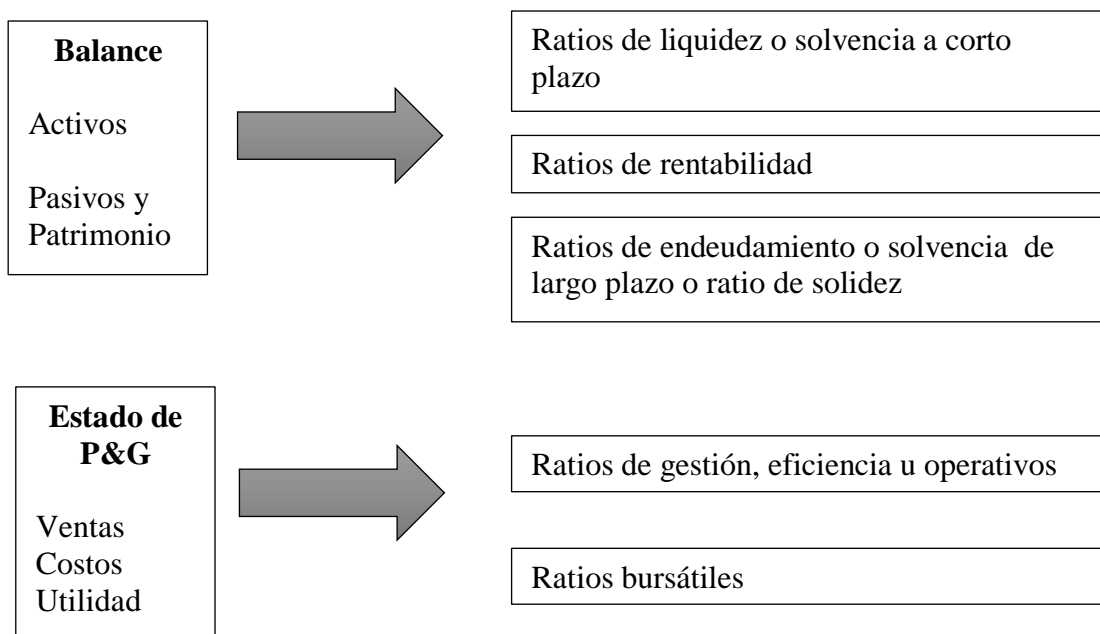 Balance
Activos
Pasivos y
Patrimonio
Ratios de liquidez o solvencia a corto
plazo
Ratios de rentabilidad
Ratios de endeudamiento o solvencia  de
largo plazo o ratio de solidez
Estado de
P&G
Ventas
Costos
Utilidad
Ratios de gestión, eficiencia u operativos
Ratios bursátiles